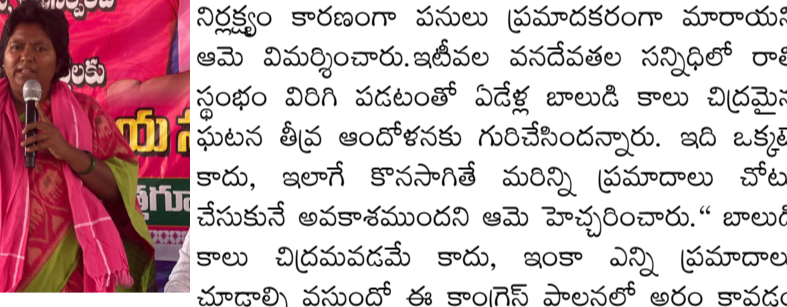 నిర్లక్ష్యం కారణంగా పనులు ప్రమాదకరంగా మారాయని
ఆమె విమర్శించారు.ఇటీవల వనదేవతల సన్నిధిలో రాతి
స్థంభం విరిగి పడటంతో ఏడేళ్ల బాలుడి కాలు చిద్రమైన
ఘటన తీవ్ర ఆందోళనకు గురిచేసిందన్నారు. ఇది ఒక్కటే
కాదు, ఇలాగే కొనసాగితే మరిన్ని ప్రమాదాలు చోటు
చేసుకునే అవకాశముందని ఆమె హెచ్చరించారు.“ బాలుడి
కాలు చిద్రమవడమే కాదు, ఇంకా ఎన్ని ప్రమాదాలు
చూడాల్సి వస్తుందో ఈ కాంగ్రెస్ పాలనలో అర్థం కావడం